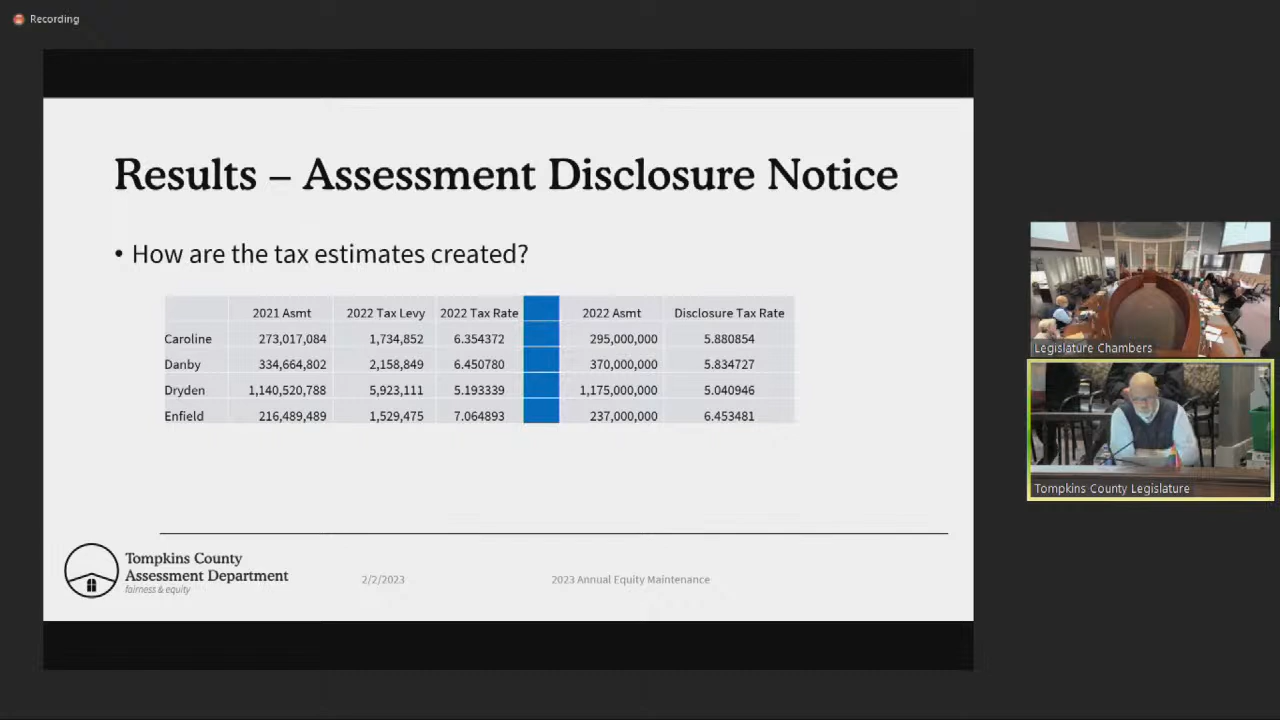 Recording
Results – Assessment Disclosure Notice
• How are the tax estimates created?
2021 Asmt 2022 Tax Levy 2022 Tax Rate 2022 Asmt Disclosure Tax Rate
Caroline 273,017,084 1,734,852 6.354372 295,000,000 5.880854
Danby 334,664,802 2,158,849 6.450780 370,000,000 5.834727
Dryden 1,140,520,788 5,923,111 5.193339 1,175,000,000 5.040946
Enfield 216,489,489 1,529,475 7.064893 237,000,000 6.453481
Tompkins County
Assessment Department
fairness & equity
2/2/2023
2023 Annual Equity Maintenance
Legislature Chambers
Tompkins County Legislature